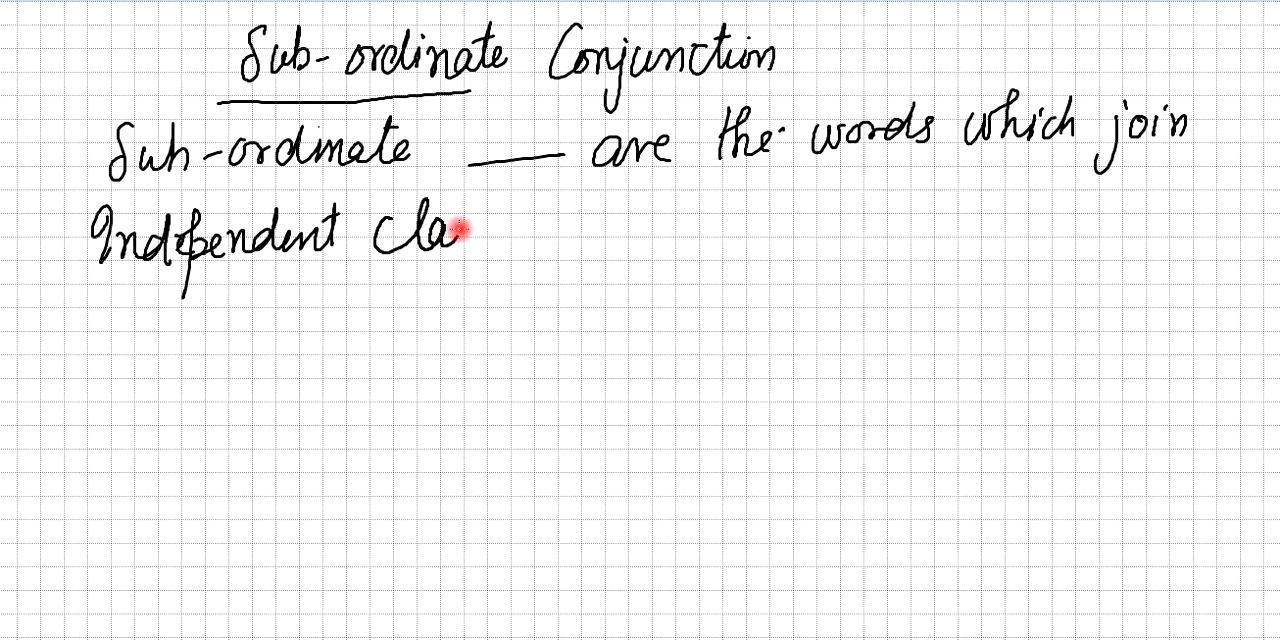 Sub-ordinate Conjunction
Sub-ordinate —— are the words which join
Independent cla